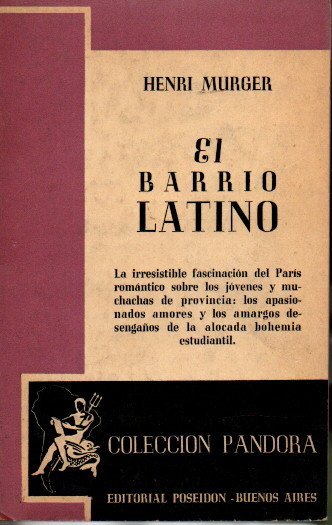 HENRI MURGER
El
BARRIO
LATINO
La irresistible fascinación del París
romántico sobre los jóvenes y mu-
chachas de provincia: los apasio-
nados amores y los amargos de-
sengaños de la alocada bohemia
estudiantil.
COLECCION PANDORA
EDITORIAL POSEIDON - BUENOS AIRES